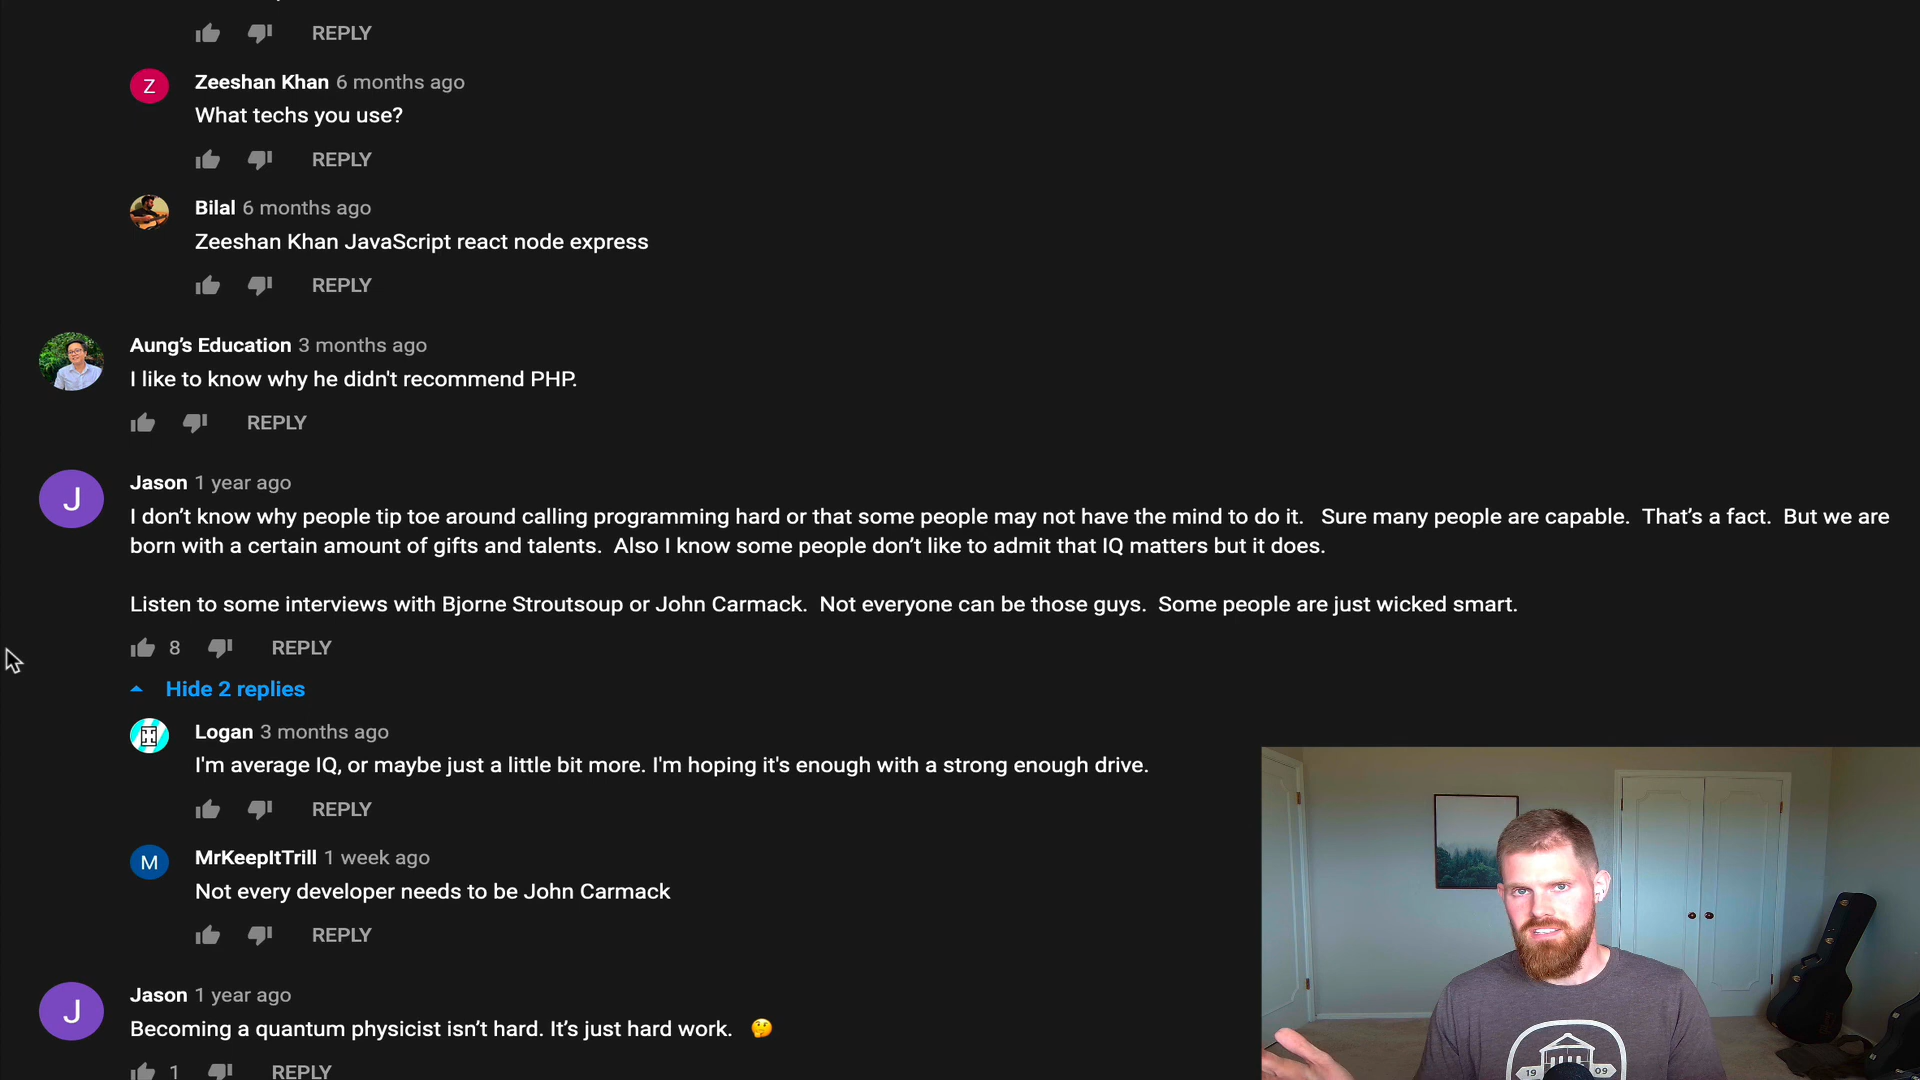 REPLY
Z
Zeeshan Khan 6 months ago
What techs you use?
REPLY
Bilal 6 months ago
Zeeshan Khan JavaScript react node express
REPLY
Aung's Education 3 months ago
I like to know why he didn't recommend PHP.
REPLY
J
Jason 1 year ago
I don’t know why people tip toe around calling programming hard or that some people may not have the mind to do it.   Sure many people are capable.  That’s a fact.  But we are
born with a certain amount of gifts and talents.  Also I know some people don’t like to admit that IQ matters but it does.
Listen to some interviews with Bjorne Stroutsoup or John Carmack.  Not everyone can be those guys.  Some people are just wicked smart.
8 REPLY
Hide 2 replies
Logan 3 months ago
I'm average IQ, or maybe just a little bit more. I'm hoping it's enough with a strong enough drive.
REPLY
M
MrKeepItTrill 1 week ago
Not every developer needs to be John Carmack
REPLY
J
Jason 1 year ago
Becoming a quantum physicist isn’t hard. It’s just hard work. 🤔
1 REPLY
19 09